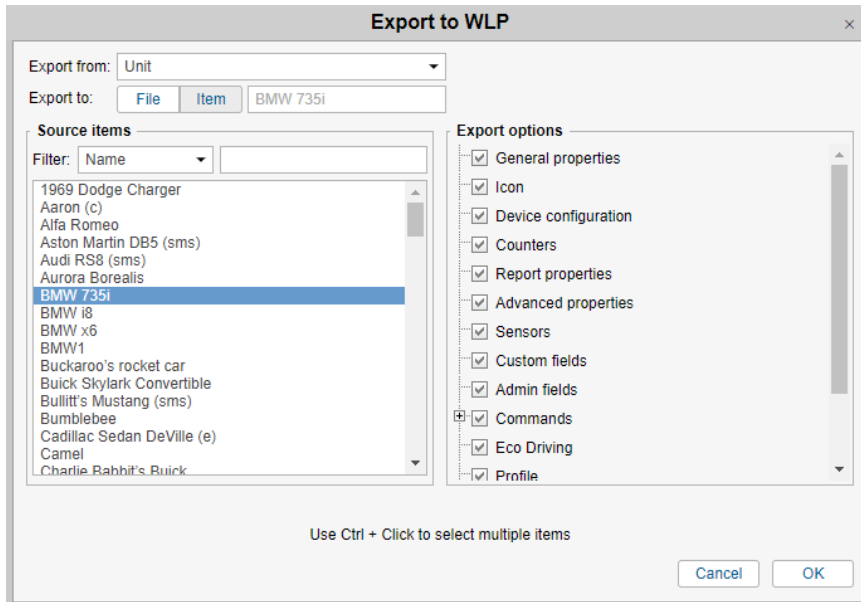 Export to WLP
Export from: Unit
Export to: File Item BMW 735i
Source items
Filter: Name
1969 Dodge Charger
Aaron (c)
Alfa Romeo
Aston Martin DB5 (sms)
Audi RS8 (sms)
Aurora Borealis
BMW 735i
BMW i8
BMW x6
BMW1
Buckaroo's rocket car
Buick Skylark Convertible
Bullitt's Mustang (sms)
Bumblebee
Cadillac Sedan DeVille (e)
Camel
Charlie Babbit's Buick
Export options
General properties
Icon
Device configuration
Counters
Report properties
Advanced properties
Sensors
Custom fields
Admin fields
Commands
Eco Driving
Profile
Use Ctrl + Click to select multiple items
Cancel OK